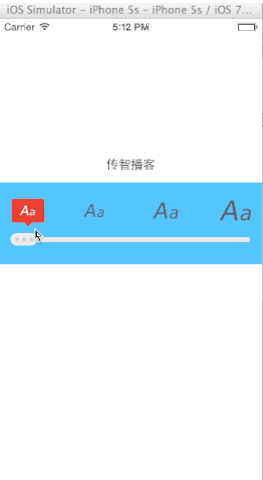 iOS Simulator - iPhone 5s - iPhone 5s / iOS 7...
Carrier 5:12 PM
传智播客
Aa Aa Aa Aa